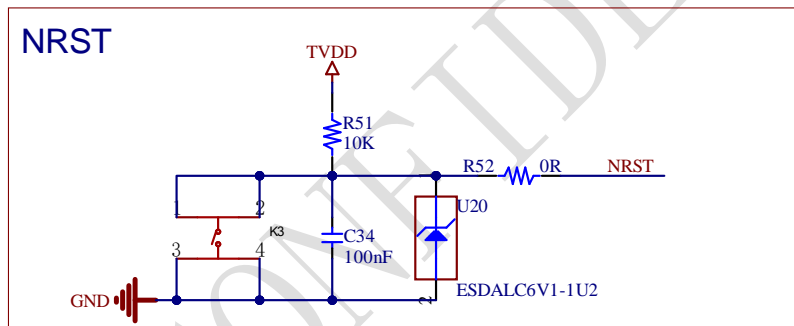 NRST
TVDD
R51
10K
R52 0R NRST
U20
1 2
K3
3 4
C34
100nF
GND
2
ESDALC6V1-1U2
CONFIDE